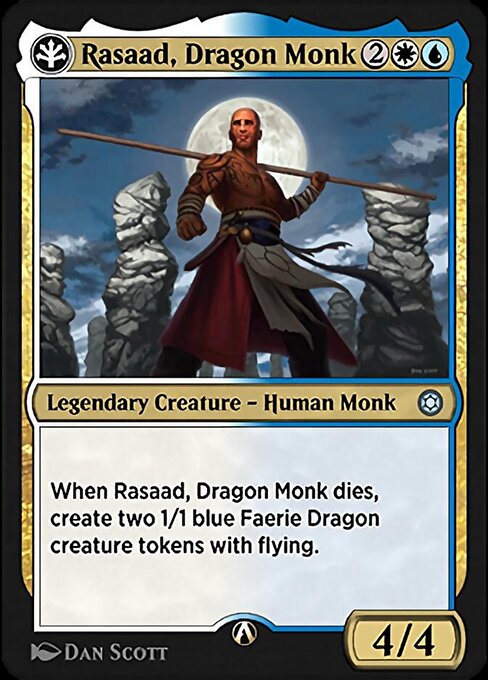 Rasaad, Dragon Monk 2
Legendary Creature – Human Monk
When Rasaad, Dragon Monk dies,
create two 1/1 blue Faerie Dragon
creature tokens with flying.
4/4
DAN SCOTT